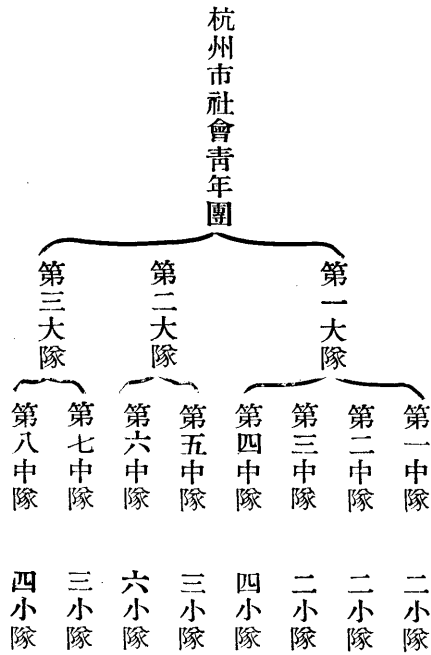 杭州市社會青年團
第一大隊
第二大隊
第三大隊
第一中隊
第二中隊
第三中隊
第四中隊
第五中隊
第六中隊
第七中隊
第八中隊
二小隊
二小隊
二小隊
四小隊
三小隊
六小隊
三小隊
四小隊